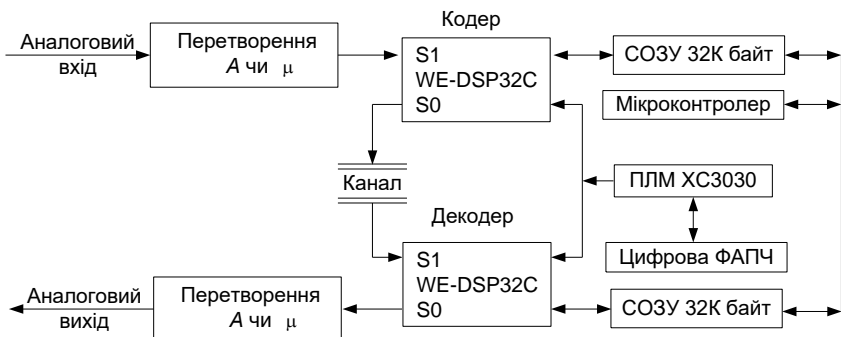 Кодер
Аналоговий
вхід
Перетворення
А чи μ
S1
WE-DSP32C
S0
СОЗУ 32К байт
Мікроконтролер
Канал
ПЛМ ХС3030
Декодер
Цифрова ФАПЧ
S1
WE-DSP32C
S0
Аналоговий
вихід
Перетворення
А чи μ
СОЗУ 32К байт